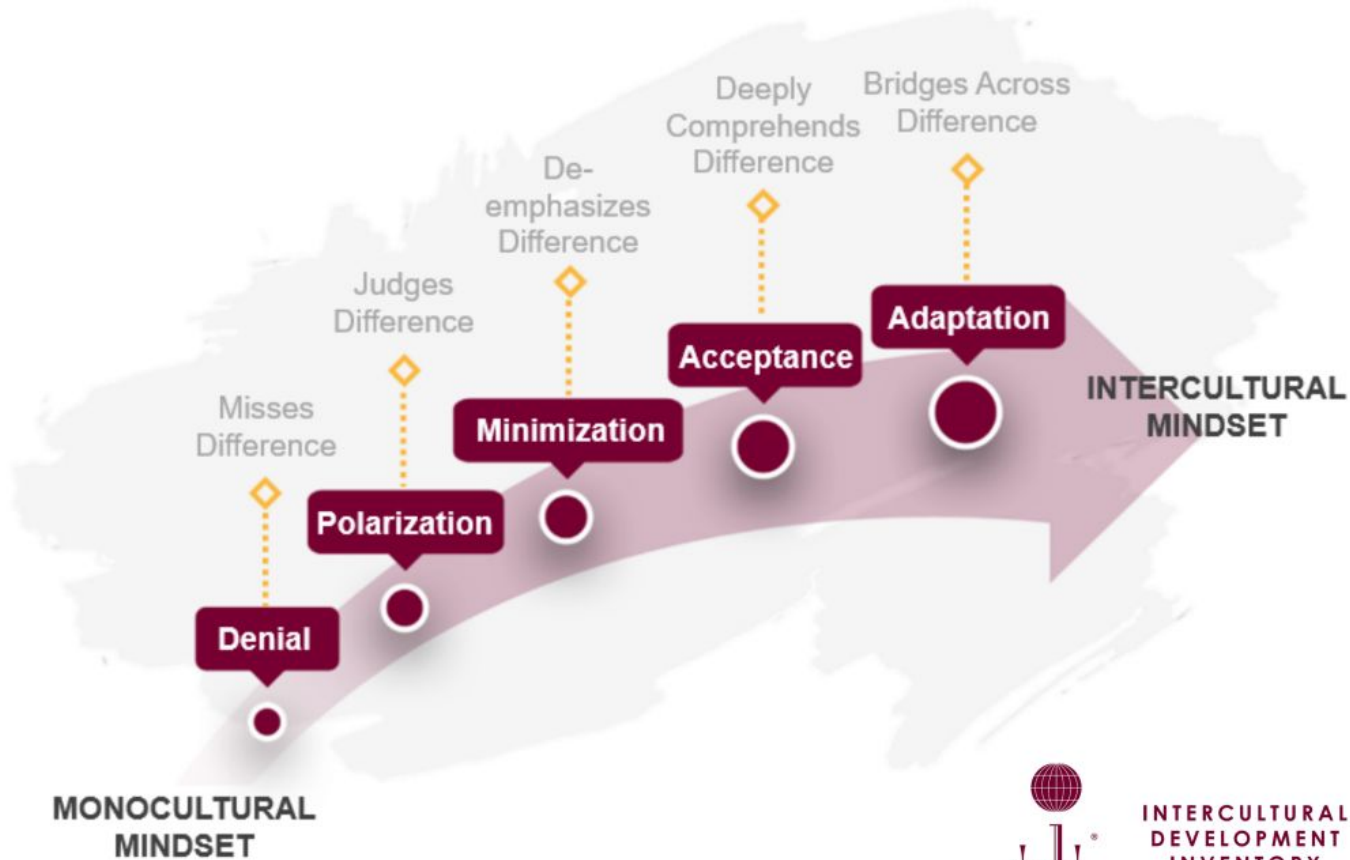 Misses
Difference
Judges
Difference
De-
emphasizes
Difference
Deeply
Comprehends
Difference
Bridges Across
Difference
Denial
Polarization
Minimization
Acceptance
Adaptation
MONOCULTURAL
MINDSET
INTERCULTURAL
MINDSET
®
INTERCULTURAL
DEVELOPMENT
INVENTORY